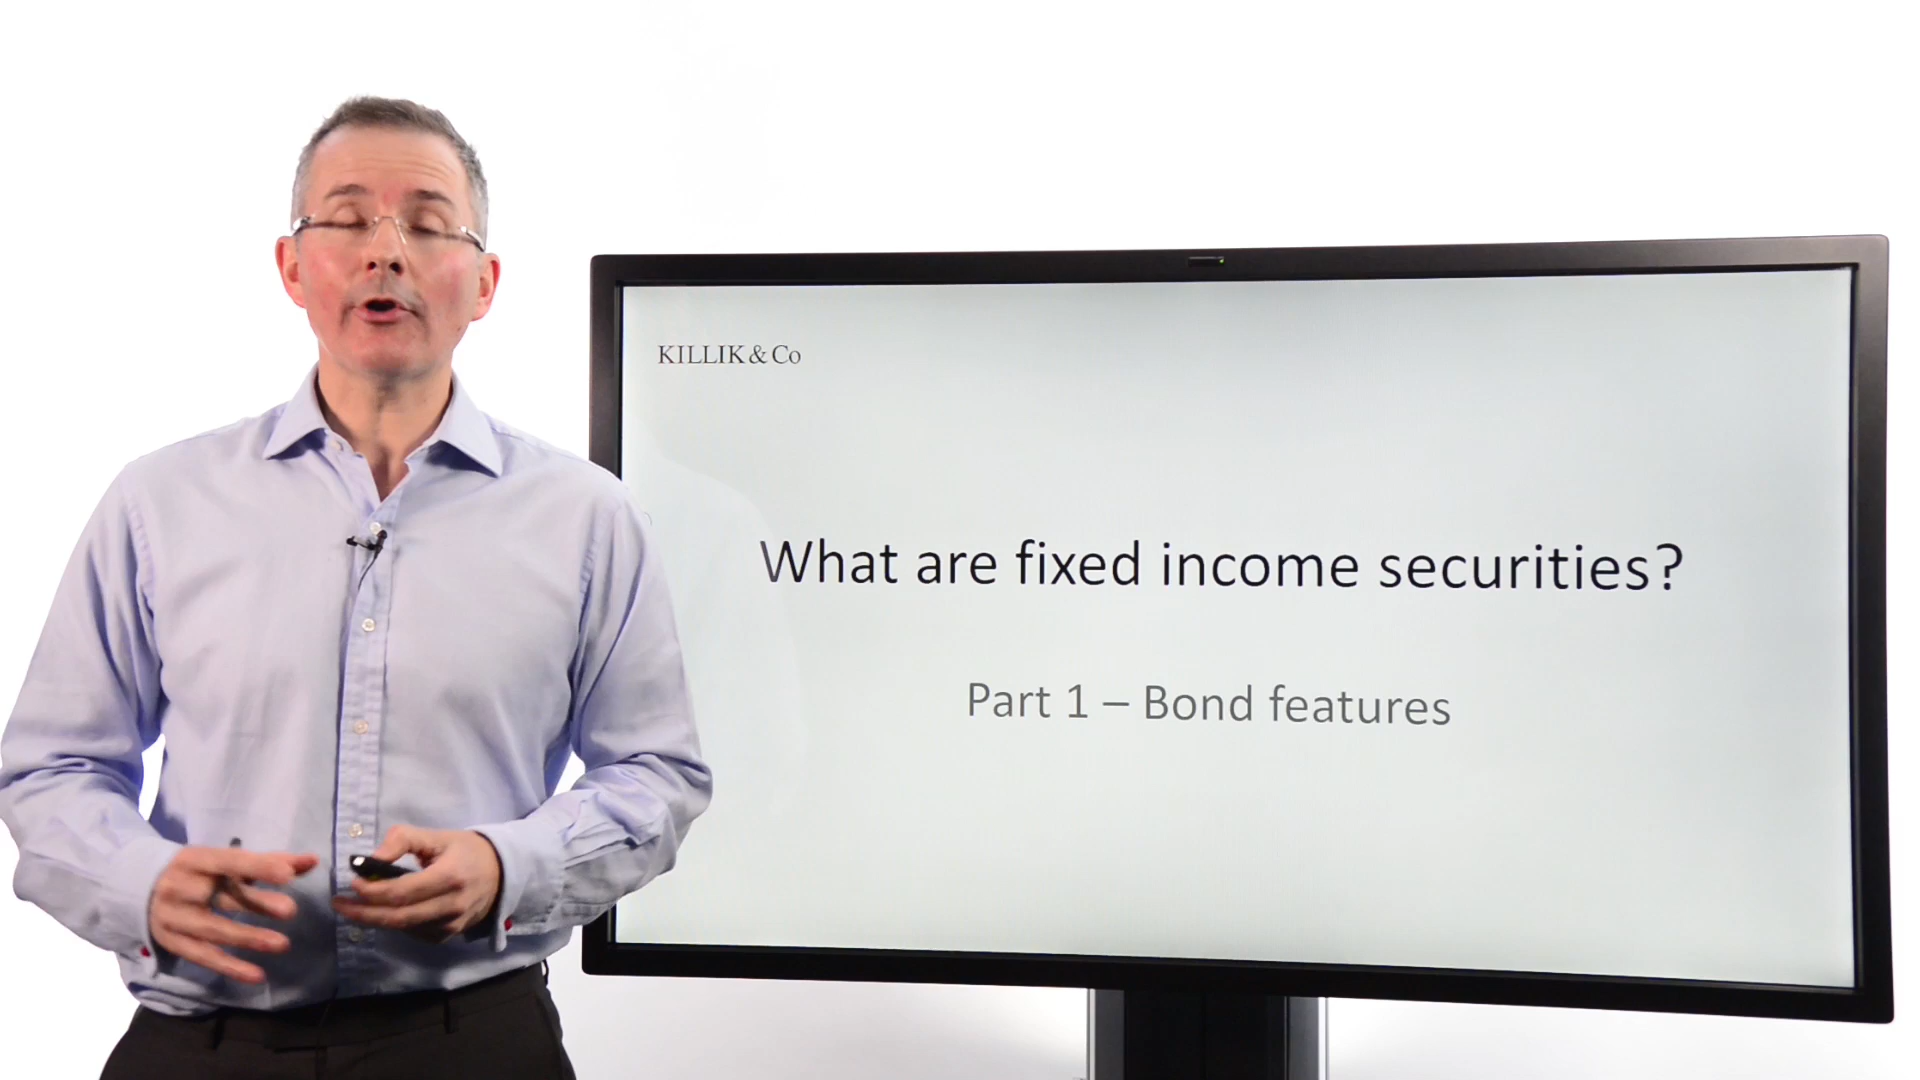 KILLIK & Co
What are fixed income securities?
Part 1 – Bond features